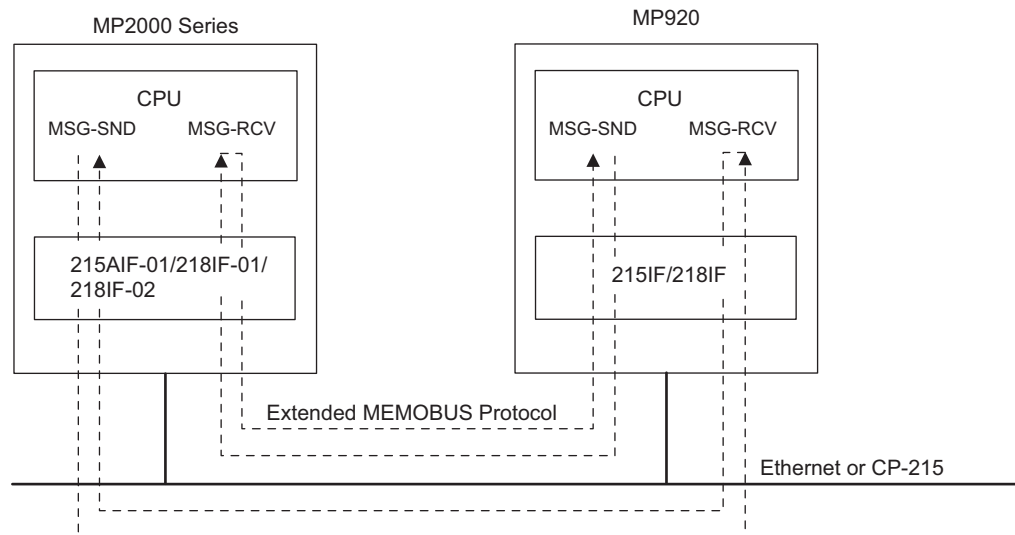 MP2000 Series
MP920
CPU
MSG-SND MSG-RCV
CPU
MSG-SND MSG-RCV
215AIF-01/218IF-01/
218IF-02
215IF/218IF
Extended MEMOBUS Protocol
Ethernet or CP-215